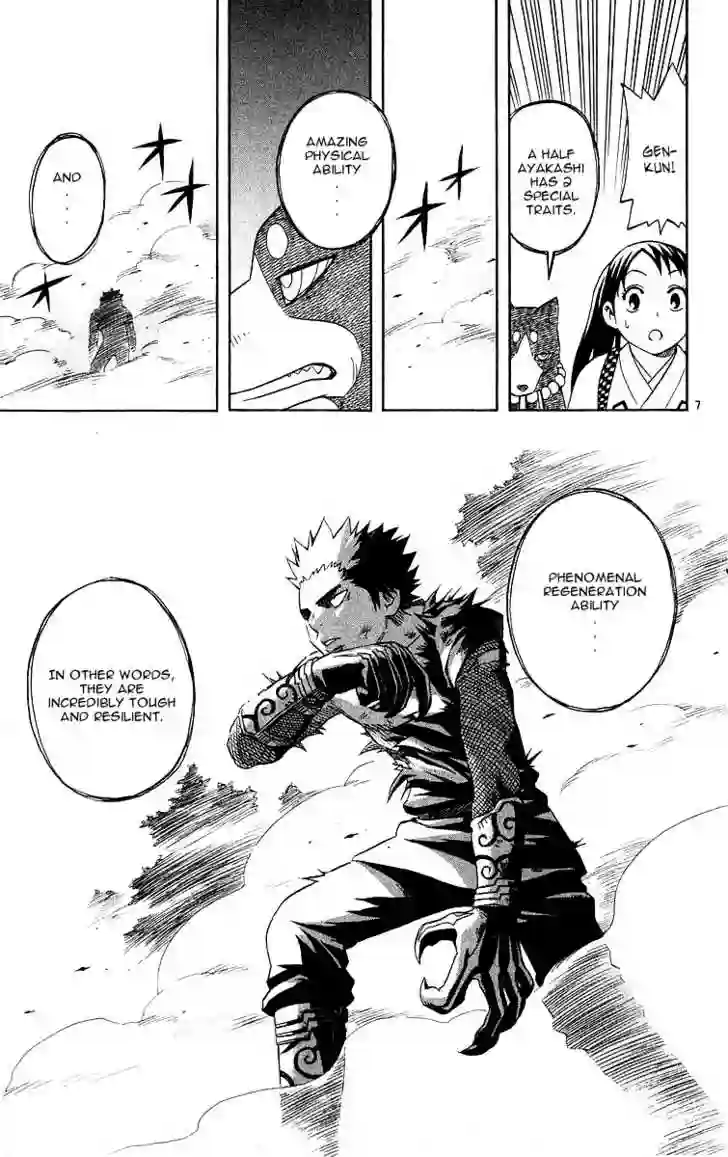 GEN-
KUN!
A HALF
AYAKASHI
HAS 2
SPECIAL
TRAITS.
AMAZING
PHYSICAL
ABILITY
.
.
AND
.
.
7
PHENOMENAL
REGENERATION
ABILITY
.
.
IN OTHER WORDS,
THEY ARE
INCREDIBLY TOUGH
AND RESILIENT.